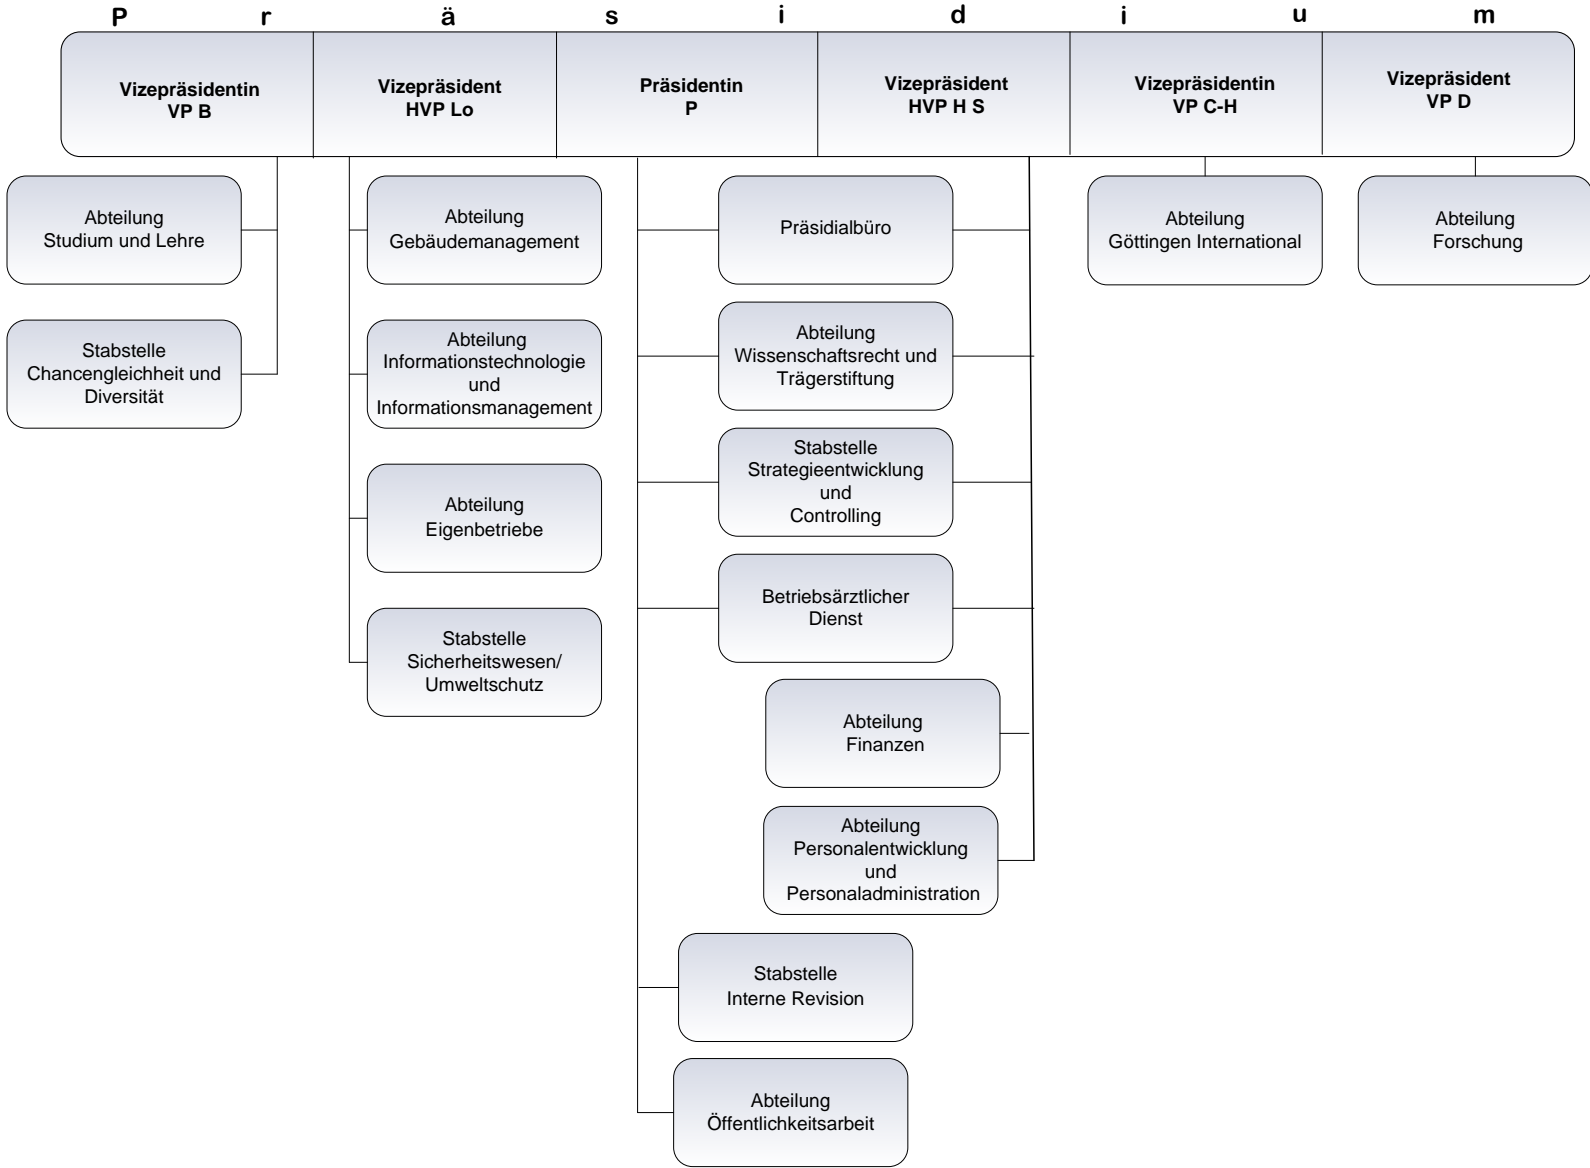 P r ä s i d i u m
Vizepräsidentin
VP B
Vizepräsident
HVP Lo
Präsidentin
P
Vizepräsident
HVP H S
Vizepräsidentin
VP C-H
Vizepräsident
VP D
Abteilung
Studium und Lehre
Stabstelle
Chancengleichheit und
Diversität
Abteilung
Gebäudemanagement
Abteilung
Informationstechnologie
und
Informationsmanagement
Abteilung
Eigenbetriebe
Stabstelle
Sicherheitswesen/
Umweltschutz
Präsidialbüro
Abteilung
Wissenschaftsrecht und
Trägerstiftung
Stabstelle
Strategieentwicklung
und
Controlling
Betriebsärztlicher
Dienst
Abteilung
Finanzen
Abteilung
Personalentwicklung
und
Personaladministration
Stabstelle
Interne Revision
Abteilung
Öffentlichkeitsarbeit
Abteilung
Göttingen International
Abteilung
Forschung